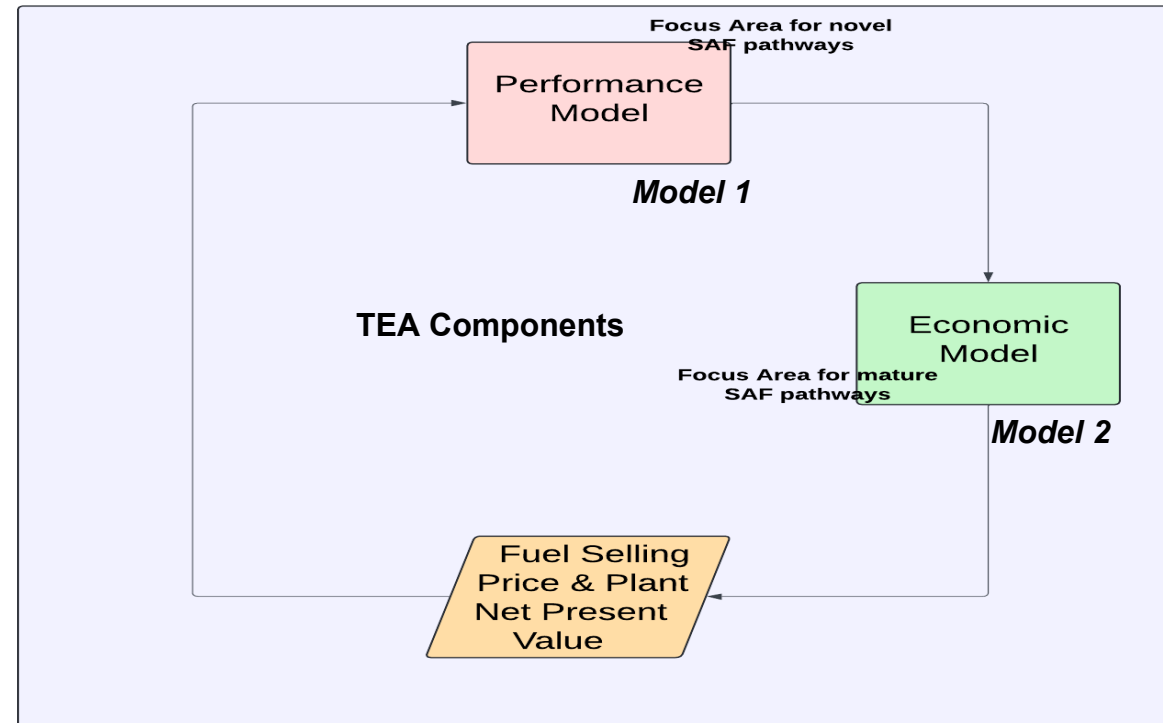 Focus Area for novel
SAF pathways
Performance
Model
Model 1
TEA Components
Economic
Model
Focus Area for mature
SAF pathways
Model 2
Fuel Selling
Price & Plant
Net Present
Value